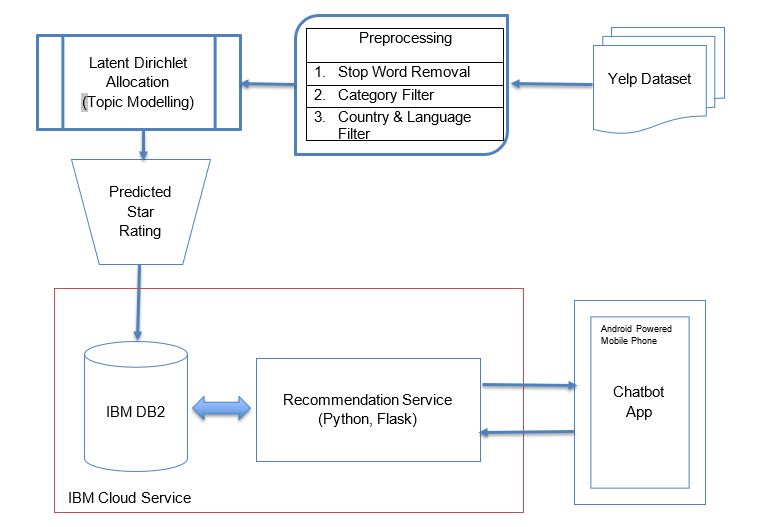 Latent Dirichlet
Allocation
(Topic Modelling)
Preprocessing
1. Stop Word Removal
2. Category Filter
3. Country & Language
Filter
Yelp Dataset
Predicted
Star
Rating
IBM DB2
Recommendation Service
(Python, Flask)
IBM Cloud Service
Android Powered
Mobile Phone
Chatbot
App